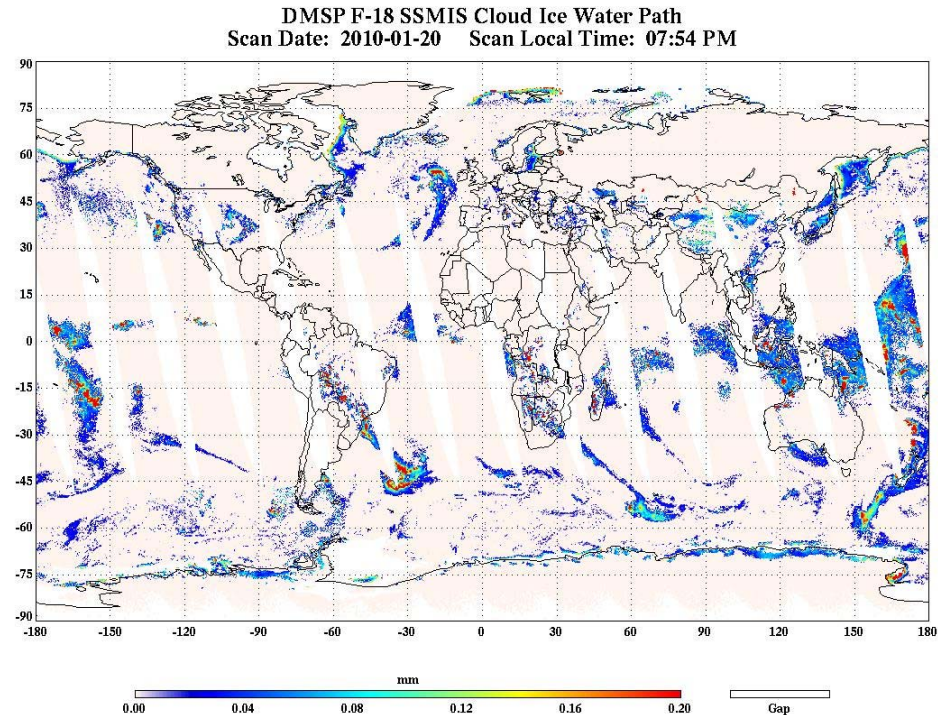 DMSP F-18 SSMIS Cloud Ice Water Path
Scan Date: 2010-01-20 Scan Local Time: 07:54 PM
90
75
60
45
30
15
0
-15
-30
-45
-60
-75
-90
-180 -150 -120 -90 -60 -30 0 30 60 90 120 150 180
mm
0.00 0.04 0.08 0.12 0.16 0.20 Gap